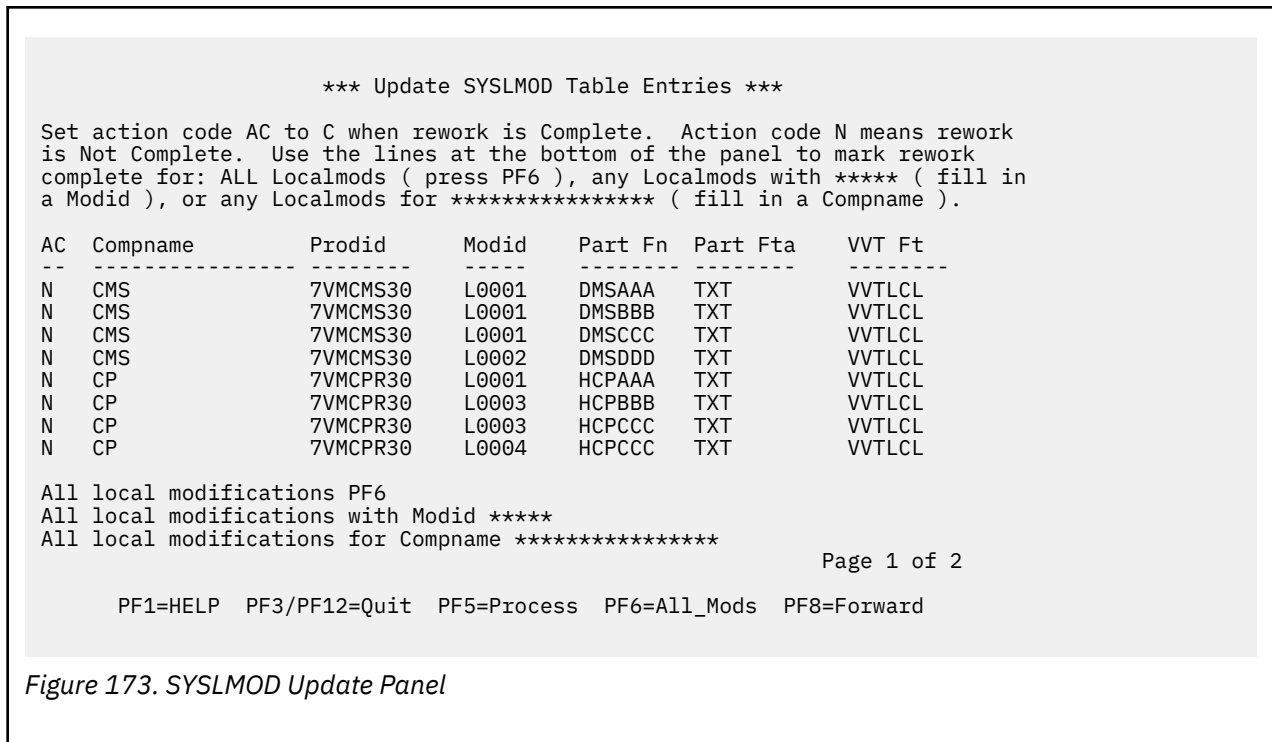 *** Update SYSLMOD Table Entries ***
Set action code AC to C when rework is Complete.  Action code N means rework
is Not Complete.  Use the lines at the bottom of the panel to mark rework
complete for: ALL Localmods ( press PF6 ), any Localmods with ***** ( fill in
a Modid ), or any Localmods for **************** ( fill in a Compname ).
AC  Compname         Prodid     Modid    Part Fn  Part Fta     VVT Ft
--  ---------------- --------   -----    -------- --------     --------
N   CMS              7VMCMS30   L0001    DMSAAA   TXT          VVTLCL
N   CMS              7VMCMS30   L0001    DMSBBB   TXT          VVTLCL
N   CMS              7VMCMS30   L0001    DMSCCC   TXT          VVTLCL
N   CMS              7VMCMS30   L0002    DMSDDD   TXT          VVTLCL
N   CP               7VMCPR30   L0001    HCPAAA   TXT          VVTLCL
N   CP               7VMCPR30   L0003    HCPBBB   TXT          VVTLCL
N   CP               7VMCPR30   L0003    HCPCCC   TXT          VVTLCL
N   CP               7VMCPR30   L0004    HCPCCC   TXT          VVTLCL
All local modifications PF6
All local modifications with Modid *****
All local modifications for Compname ****************
Page 1 of 2
PF1=HELP  PF3/PF12=Quit  PF5=Process  PF6=All_Mods  PF8=Forward
Figure 173. SYSLMOD Update Panel